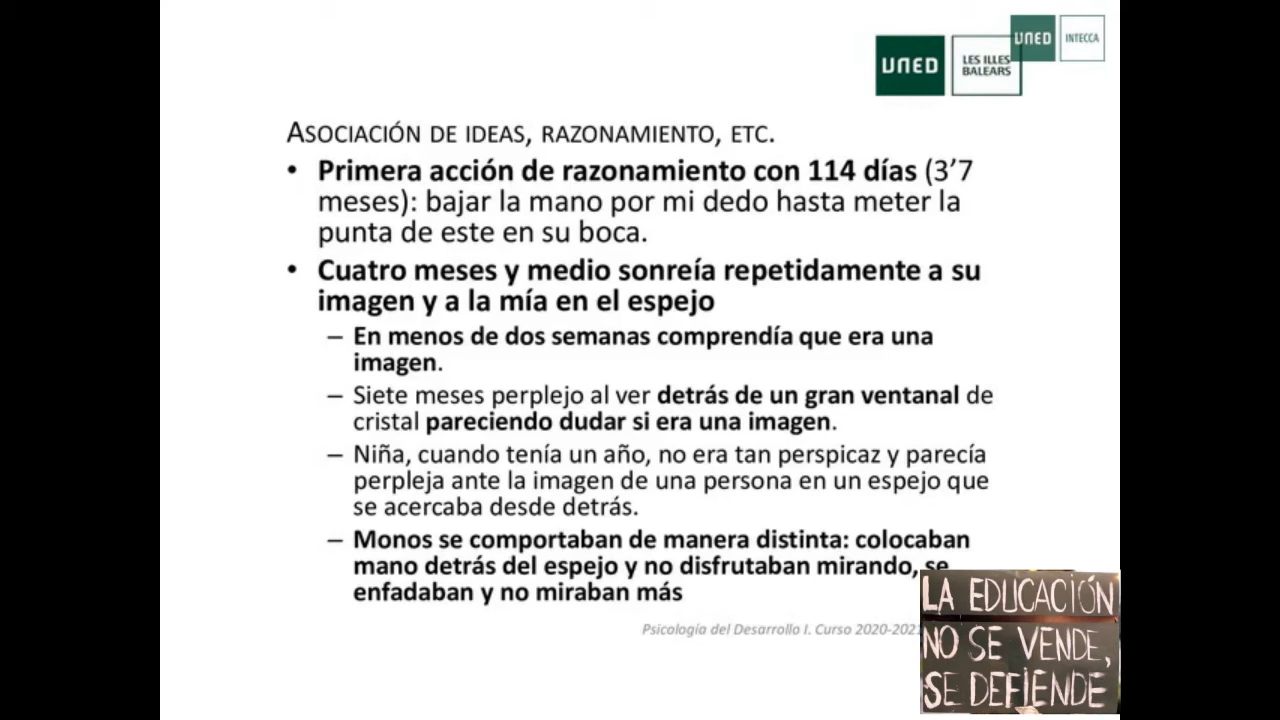 UNED
INTECCA
UNED
LES ILLES
BALEARS
ASOCIACIÓN DE IDEAS, RAZONAMIENTO, ETC.
• Primera acción de razonamiento con 114 días (3’7
meses): bajar la mano por mi dedo hasta meter la
punta de este en su boca.
• Cuatro meses y medio sonreía repetidamente a su
imagen y a la mía en el espejo
– En menos de dos semanas comprendía que era una
imagen.
– Siete meses perplejo al ver detrás de un gran ventanal de
cristal pareciendo dudar si era una imagen.
– Niña, cuando tenía un año, no era tan perspicaz y parecía
perpleja ante la imagen de una persona en un espejo que
se acercaba desde detrás.
– Monos se comportaban de manera distinta: colocaban
mano detrás del espejo y no disfrutaban mirando, se
enfadaban y no miraban más
Psicología del Desarrollo I. Curso 2020-2021
LA EDUCACIÓN
NO SE VENDE,
SE DEFIENDE